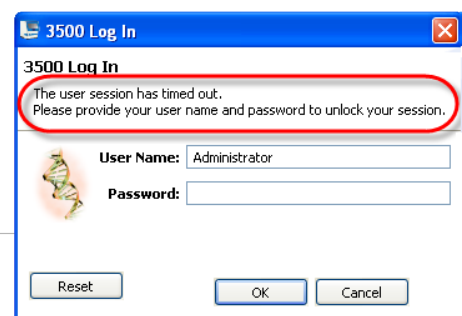 3500 Log In
3500 Log In
The user session has timed out.
Please provide your user name and password to unlock your session.
User Name: Administrator
Password:
Reset OK Cancel